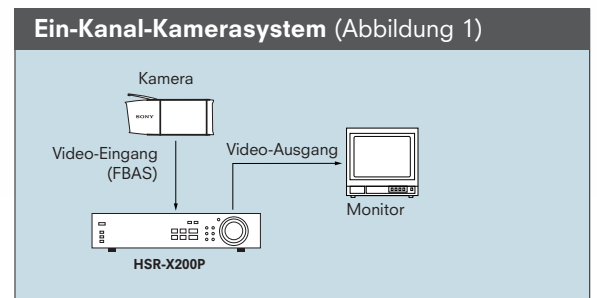 Ein-Kanal-Kamerasystem (Abbildung 1)
Kamera
SONY
Video-Eingang
(FBAS)
Video-Ausgang
Monitor
HSR-X200P